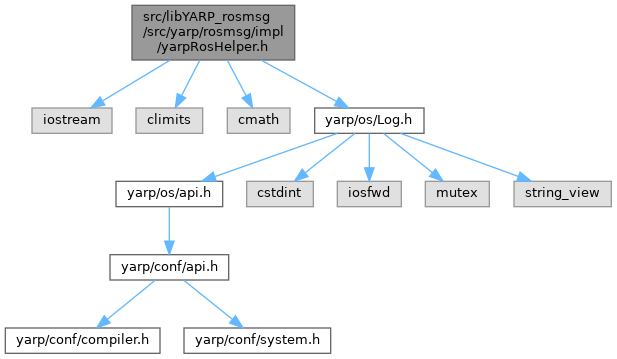 src/libYARP_rosmsg
/src/yarp/rosmsg/impl
/yarpRosHelper.h
iostream
climits
cmath
yarp/os/Log.h
yarp/os/api.h
cstdint
iosfwd
mutex
string_view
yarp/conf/api.h
yarp/conf/compiler.h
yarp/conf/system.h